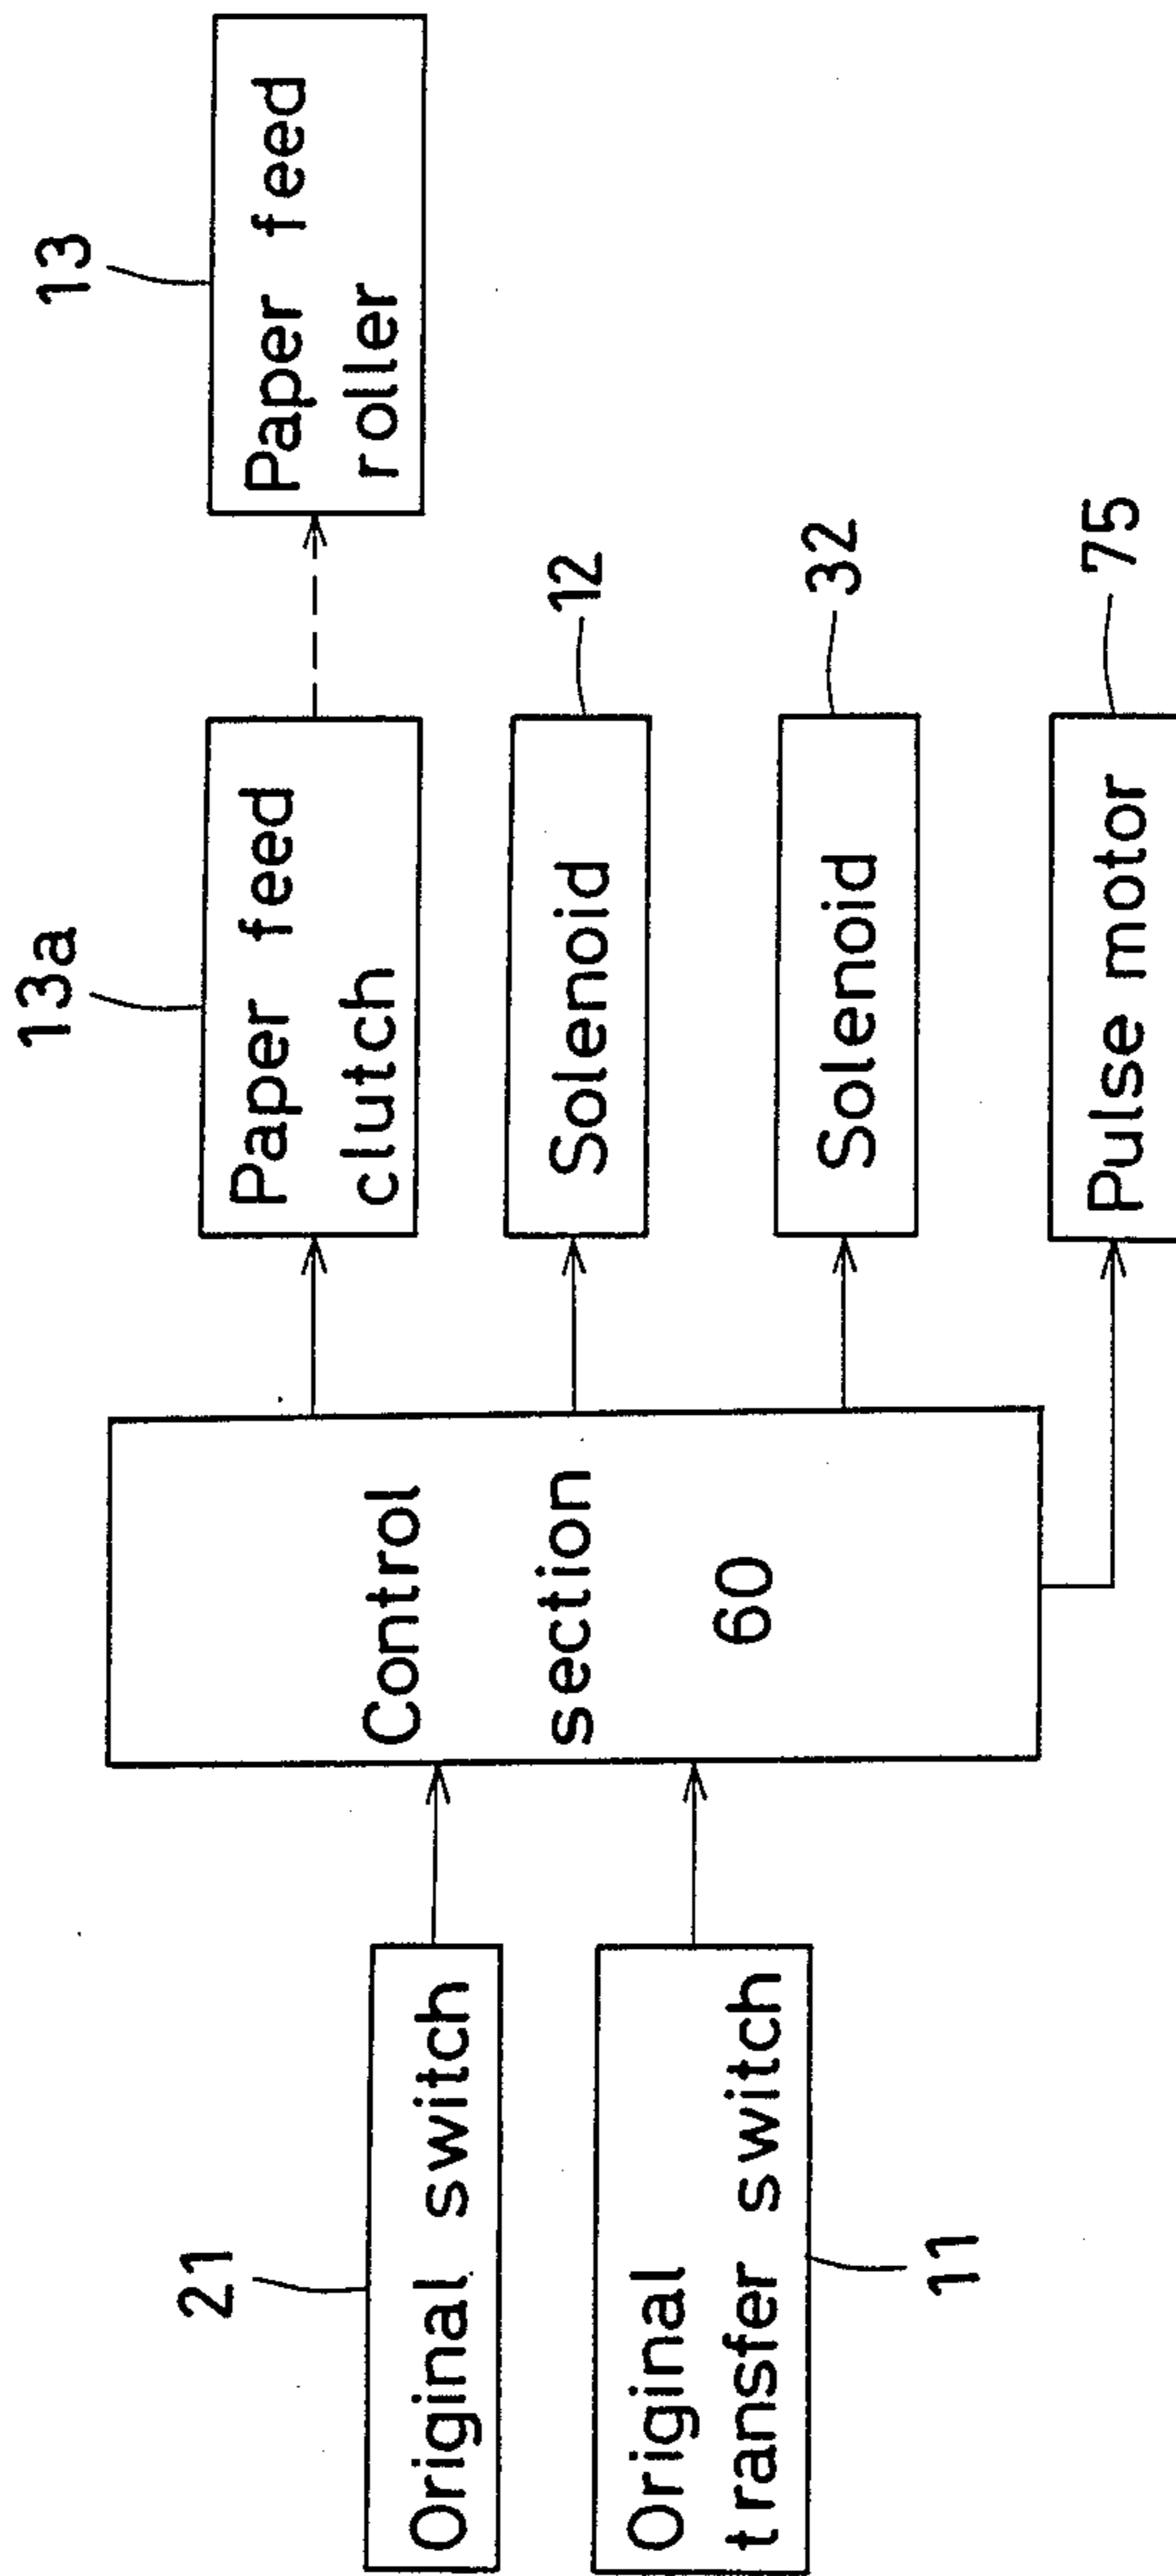 21
Original switch
Original
transfer switch
11
Control
section
60
13a
Paper feed
clutch
Solenoid
12
Solenoid
32
Pulse motor
75
13
Paper feed
roller